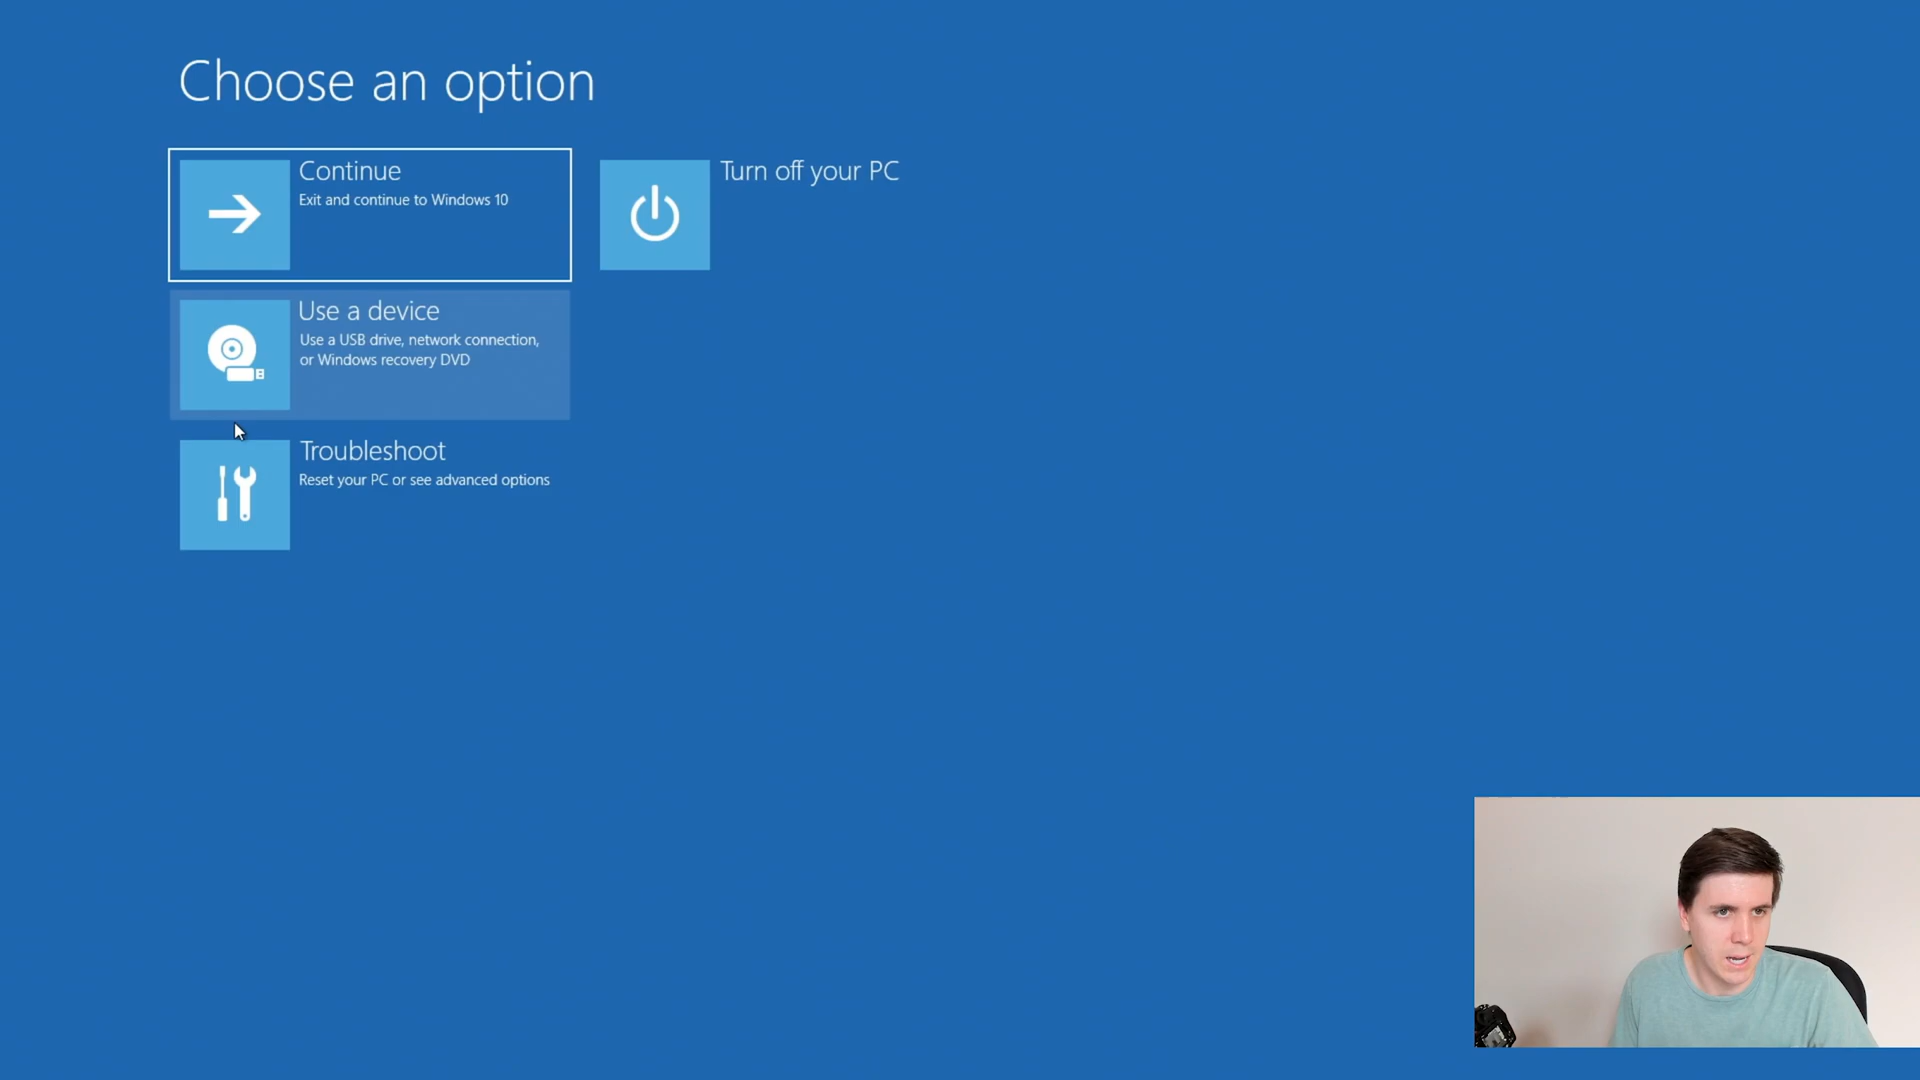 Choose an option
Continue
Exit and continue to Windows 10
Turn off your PC
Use a device
Use a USB drive, network connection,
or Windows recovery DVD
Troubleshoot
Reset your PC or see advanced options